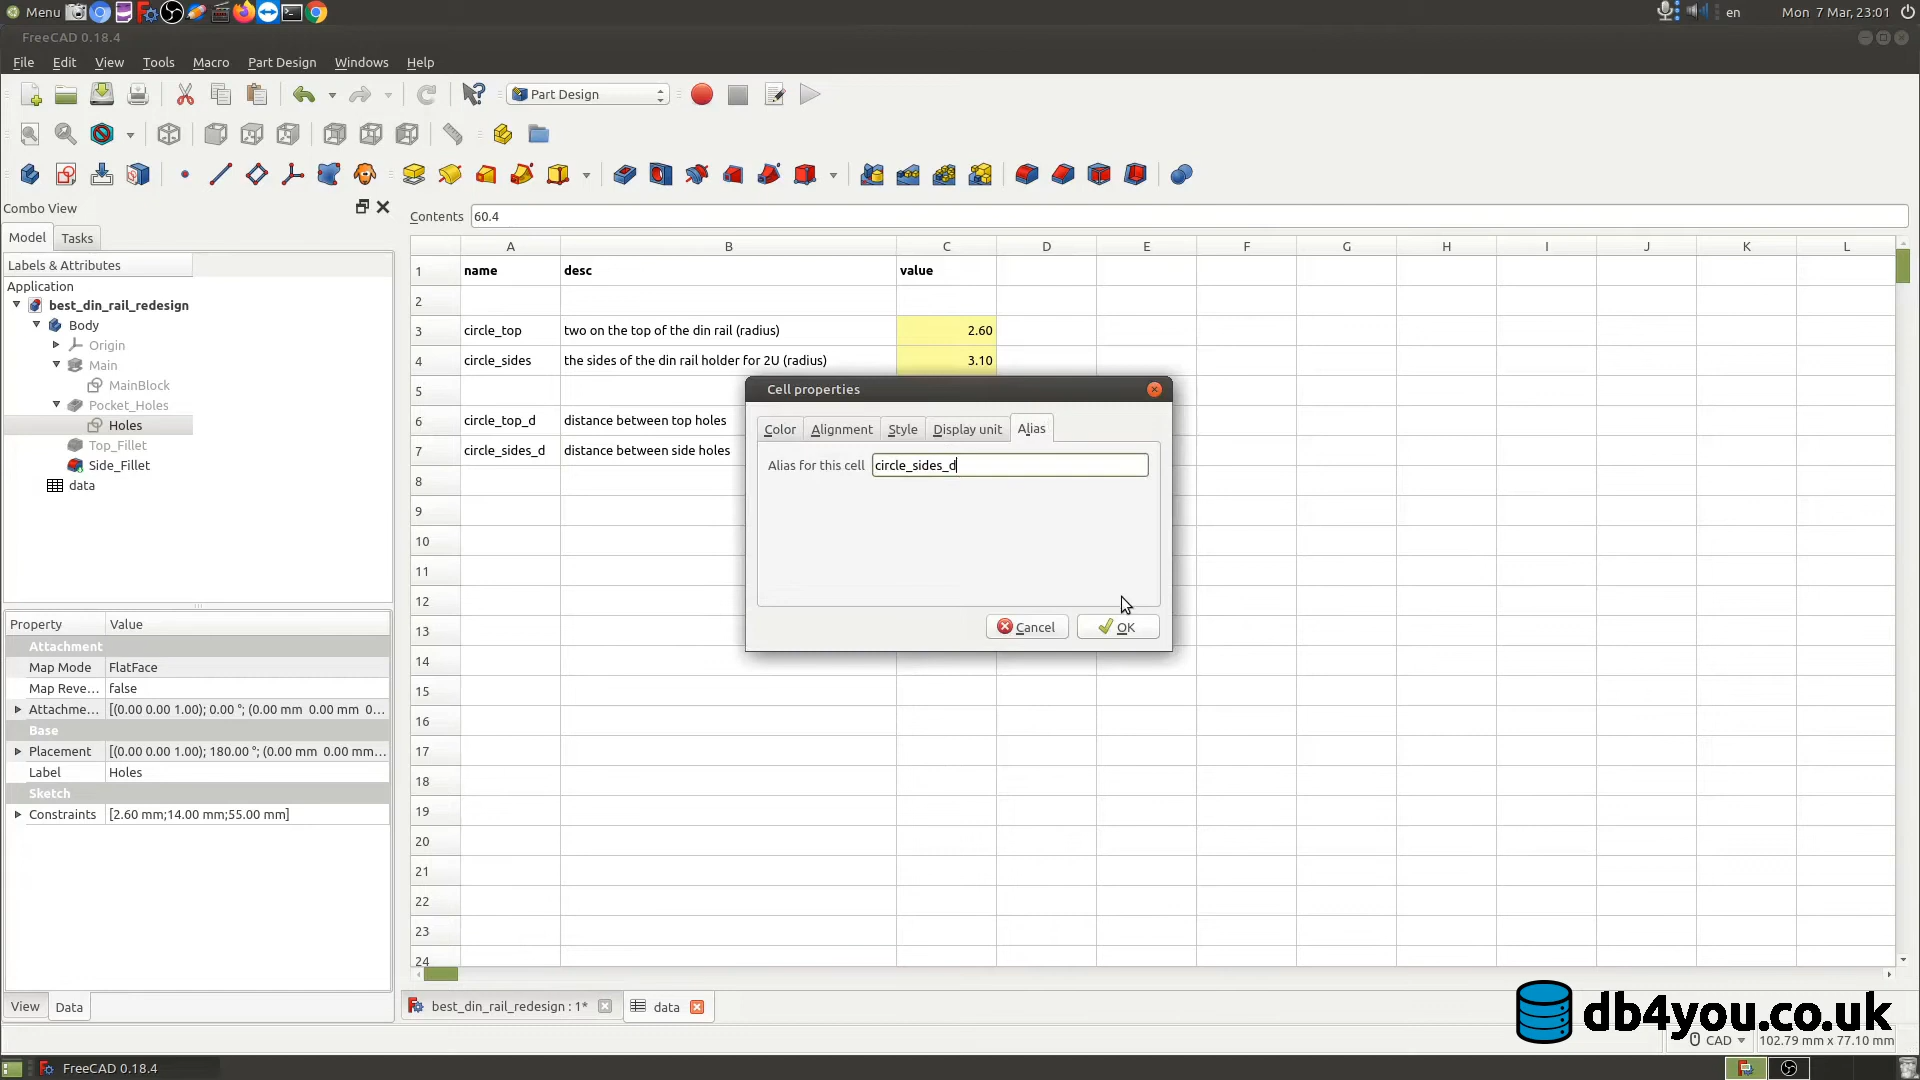 Menu en Mon 7 Mar, 23:01
FreeCAD 0.18.4
File Edit View Tools Macro Part Design Windows Help
Part Design
Combo View
Contents 60.4
Model Tasks
A B C D E F G H I J K L
Labels & Attributes
1 name desc value
Application
2
best_din_rail_redesign
Body
3 circle_top two on the top of the din rail (radius) 2.60
Origin
4 circle_sides the sides of the din rail holder for 2U (radius) 3.10
Main
MainBlock
5
Pocket_Holes
6 circle_top_d distance between top holes
Holes
Top_Fillet
7 circle_sides_d distance between side holes
Side_Fillet
data
8
9
10
11
12
13
14
15
16
17
18
19
20
21
22
23
24
Cell properties
Color Alignment Style Display unit Alias
Alias for this cell circle_sides_d
Cancel OK
Property Value
Attachment
Map Mode FlatFace
Map Reve... false
Attachme... [(0.00 0.00 1.00); 0.00 °; (0.00 mm 0.00 mm 0...
Base
Placement [(0.00 0.00 1.00); 180.00 °; (0.00 mm 0.00 mm...
Label Holes
Sketch
Constraints [2.60 mm;14.00 mm;55.00 mm]
View Data
best_din_rail_redesign : 1* data
db4you.co.uk
CAD 102.79 mm x 77.10 mm
FreeCAD 0.18.4